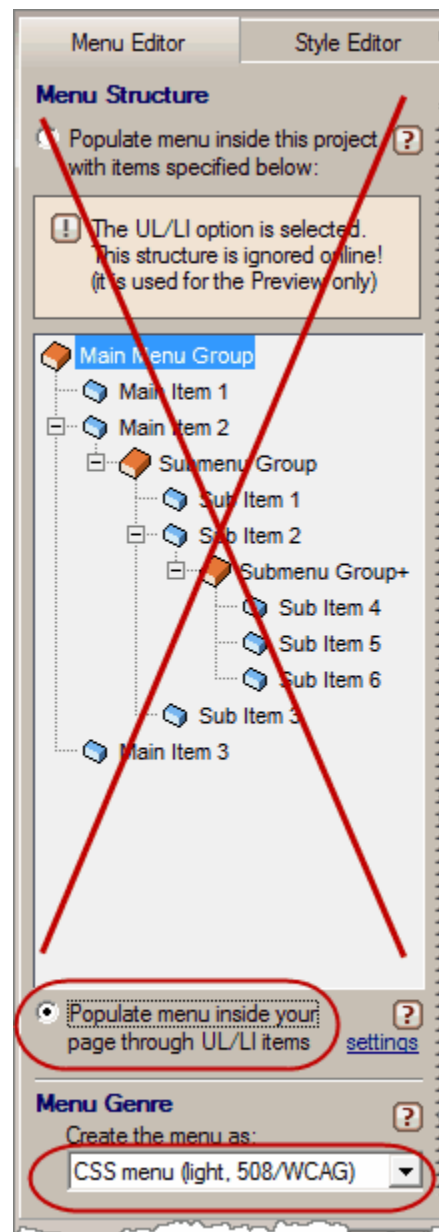 Menu Editor
Style Editor
Menu Structure
Populate menu inside this project
with items specified below:
?
!
The UL/LI option is selected.
This structure is ignored online!
(it is used for the Preview only)
Main Menu Group
Main Item 1
Main Item 2
Submenu Group
Sub Item 1
Sub Item 2
Submenu Group+
Sub Item 4
Sub Item 5
Sub Item 6
Sub Item 3
Main Item 3
Populate menu inside your
page through UL/LI items
?
settings
Menu Genre
?
Create the menu as:
CSS menu (light, 508/WCAG)